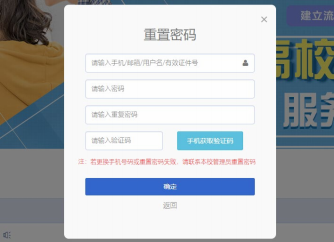 建立流
×
重置密码
请输入手机/邮箱/用户名/有效证件号
高校
请输入密码
请输入重置密码
服务
请输入验证码
手机获取验证码
注:若更换手机号码或重置密码失败,请联系本校管理员重置密码
确定
返回